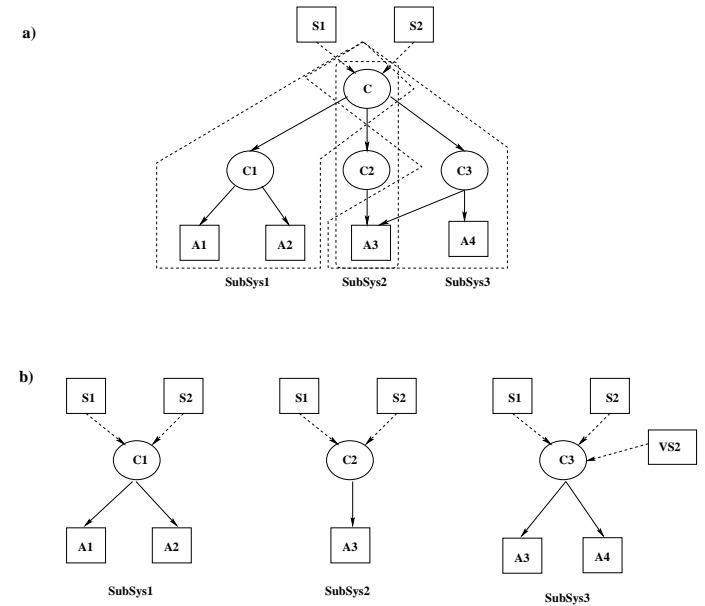 a)
S1 S2
C
C1 C2 C3
A1 A2 A3 A4
SubSys1 SubSys2 SubSys3
b)
S1 S2 S1 S2 S1 S2
C1 C2 C3 VS2
A1 A2 A3 A3 A4
SubSys1 SubSys2 SubSys3